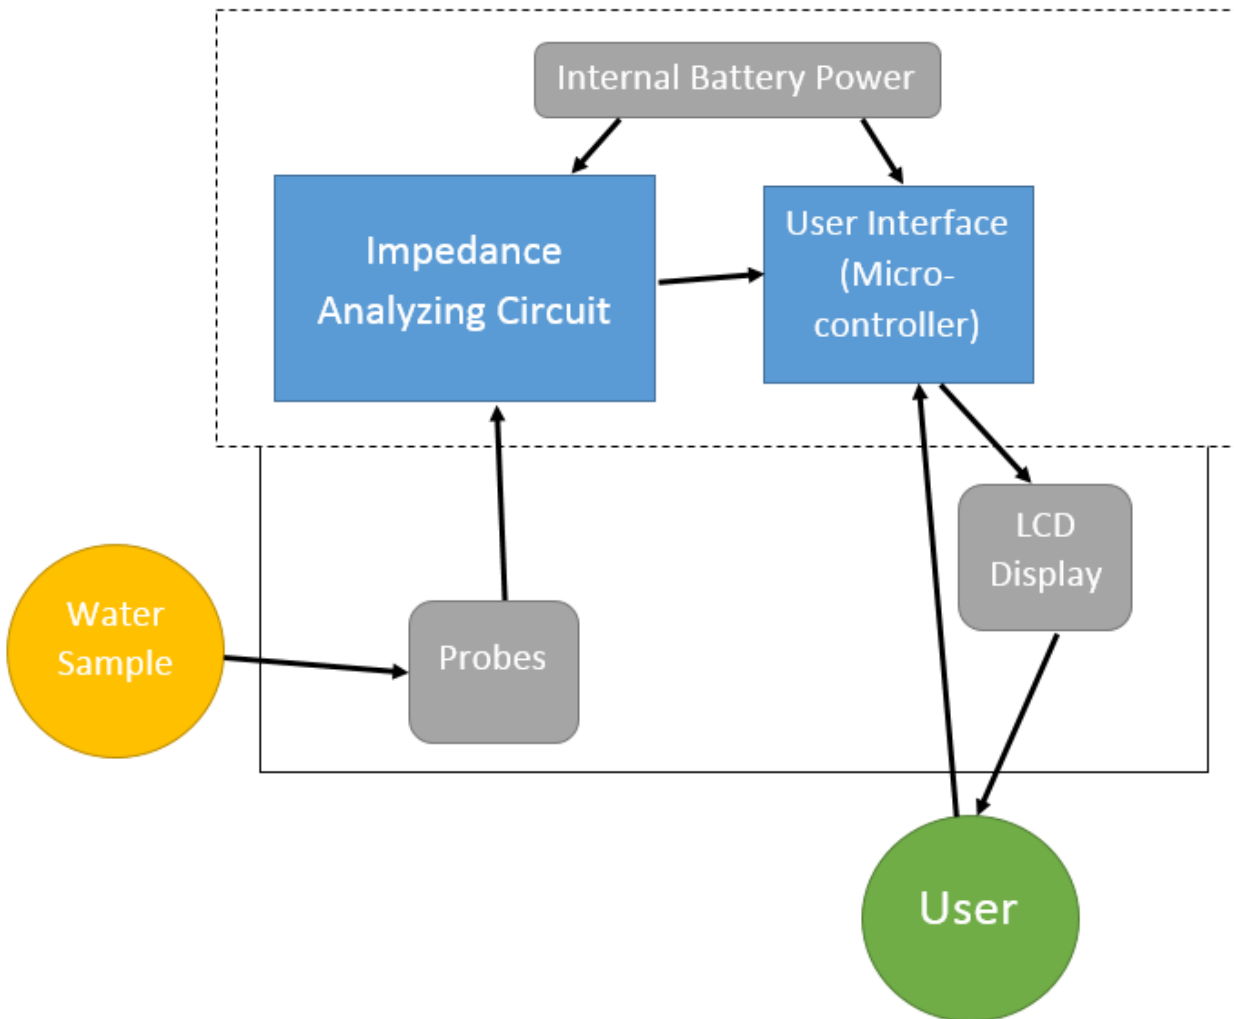 Internal Battery Power
Impedance
Analyzing Circuit
User Interface
(Micro-
controller)
LCD
Display
Water
Sample
Probes
User